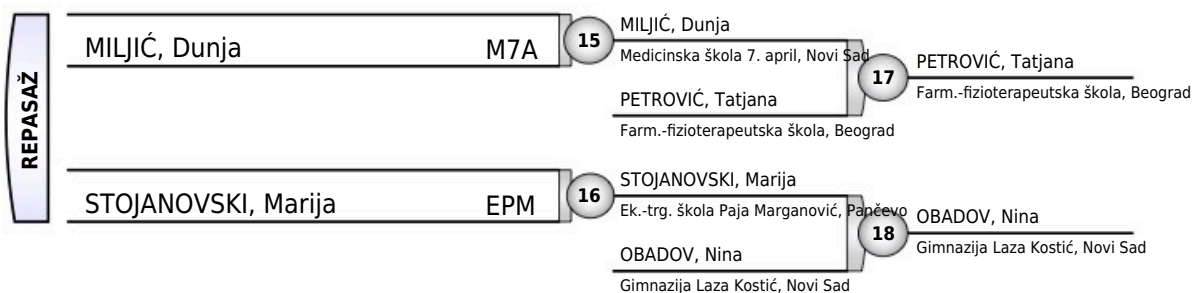 REPASAŽ
MILJIĆ, Dunja M7A
15
MILJIĆ, Dunja
Medicinska škola 7. april, Novi Sad
PETROVIĆ, Tatjana
Farm.-fizioterapeutska škola, Beograd
17
PETROVIĆ, Tatjana
Farm.-fizioterapeutska škola, Beograd
STOJANOVSKI, Marija EPM
16
STOJANOVSKI, Marija
Ek.-trg. škola Paja Marganović, Pančevo
OBADOV, Nina
Gimnazija Laza Kostić, Novi Sad
18
OBADOV, Nina
Gimnazija Laza Kostić, Novi Sad